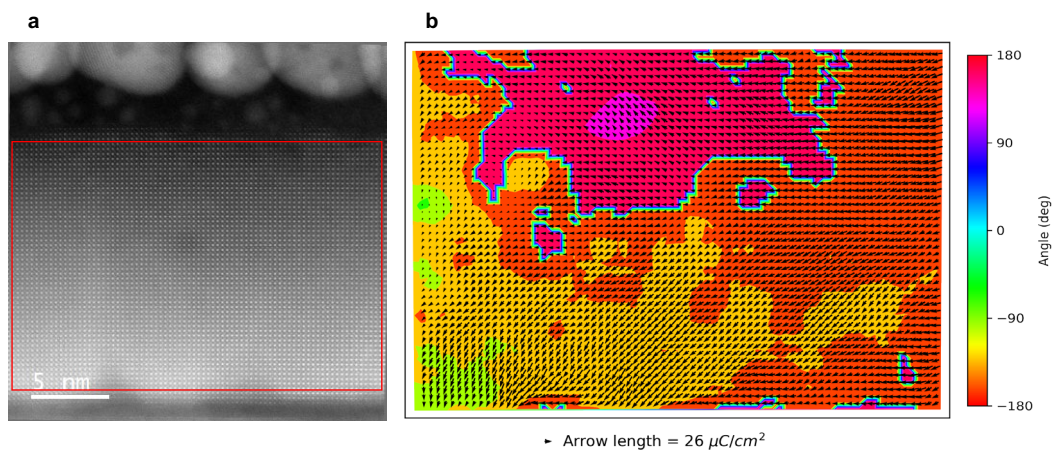 a
b
5 nm
180
90
0
−90
−180
Angle (deg)
► Arrow length = 26 μC/cm²